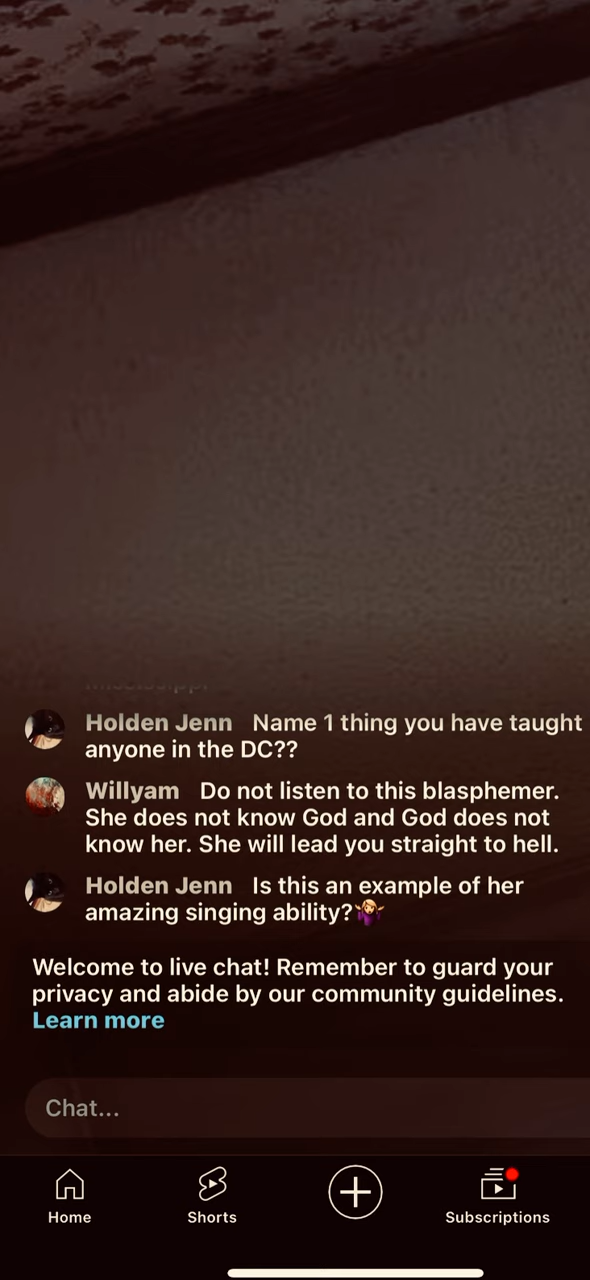 Holden Jenn Name 1 thing you have taught
anyone in the DC??
Willyam Do not listen to this blasphemer.
She does not know God and God does not
know her. She will lead you straight to hell.
Holden Jenn Is this an example of her
amazing singing ability?🤷🏼‍♀️
Welcome to live chat! Remember to guard your
privacy and abide by our community guidelines.
Learn more
Chat...
Home Shorts Subscriptions